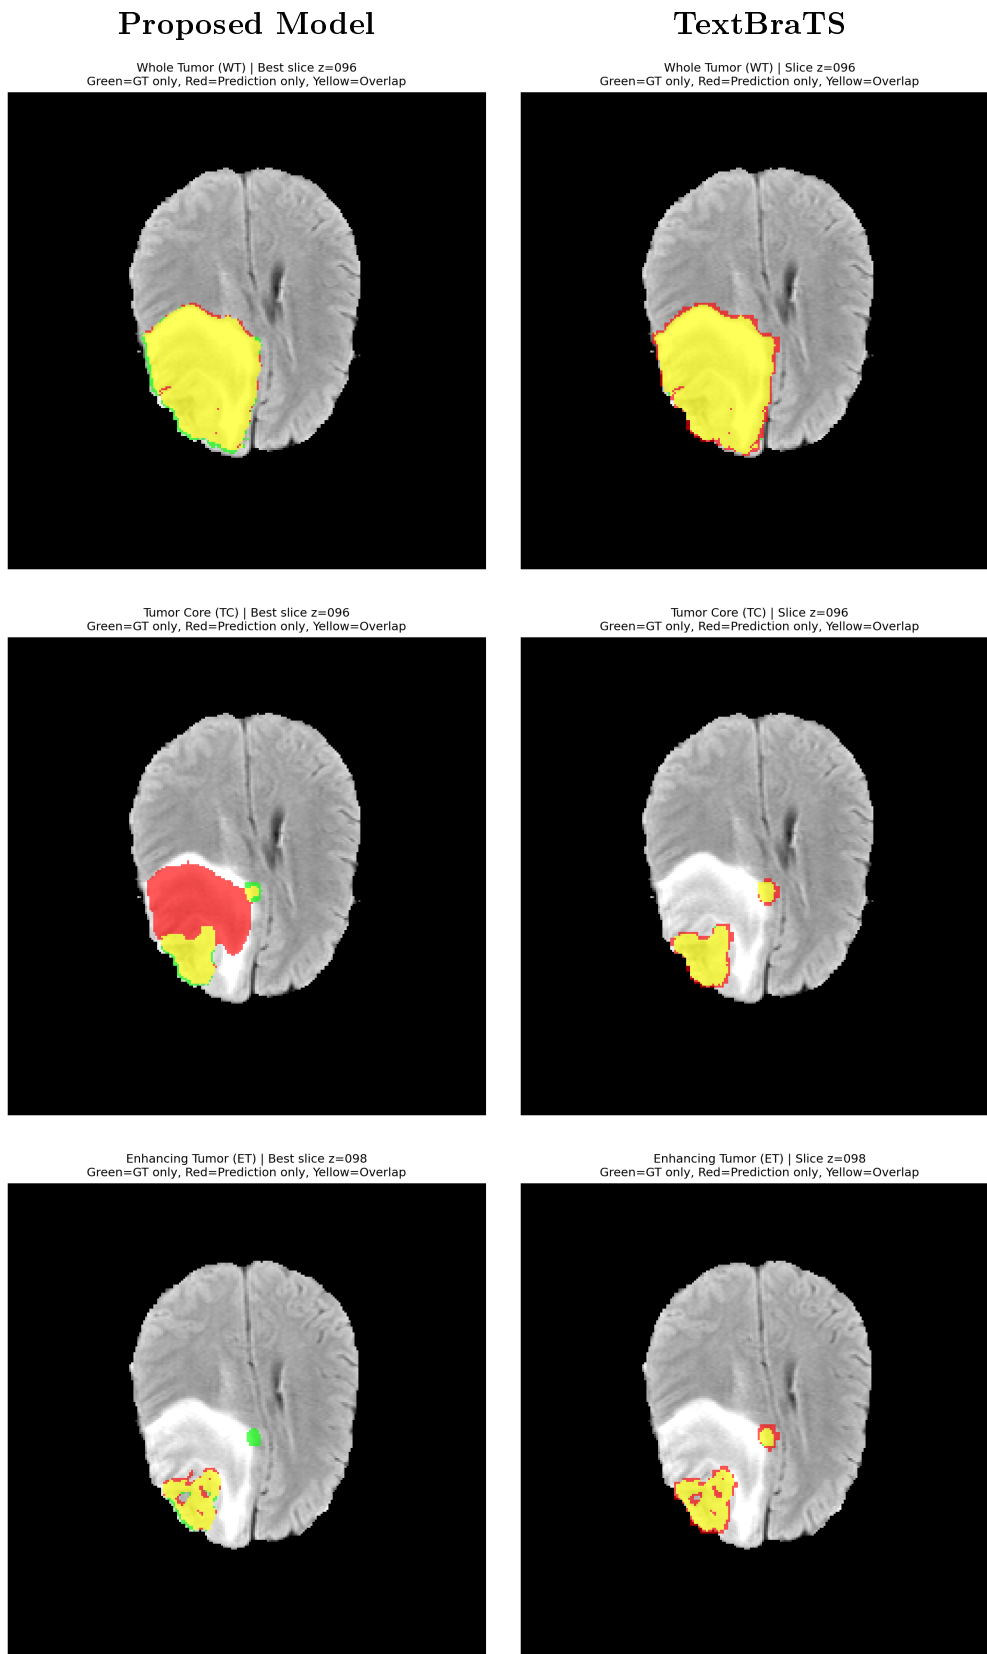 Proposed Model
TextBraTS
Whole Tumor (WT) | Best slice z=096
Green=GT only, Red=Prediction only, Yellow=Overlap
Whole Tumor (WT) | Slice z=096
Green=GT only, Red=Prediction only, Yellow=Overlap
Tumor Core (TC) | Best slice z=096
Green=GT only, Red=Prediction only, Yellow=Overlap
Tumor Core (TC) | Slice z=096
Green=GT only, Red=Prediction only, Yellow=Overlap
Enhancing Tumor (ET) | Best slice z=098
Green=GT only, Red=Prediction only, Yellow=Overlap
Enhancing Tumor (ET) | Slice z=098
Green=GT only, Red=Prediction only, Yellow=Overlap